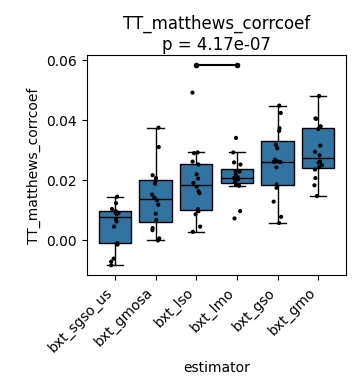 TT_matthews_corrcoef
p = 4.17e-07
0.06
0.04
0.02
0.00
TT_matthews_corrcoef
bxt_sgso_us
bxt_gmosa
bxt_lso
bxt_lmo
bxt_gso
bxt_gmo
estimator